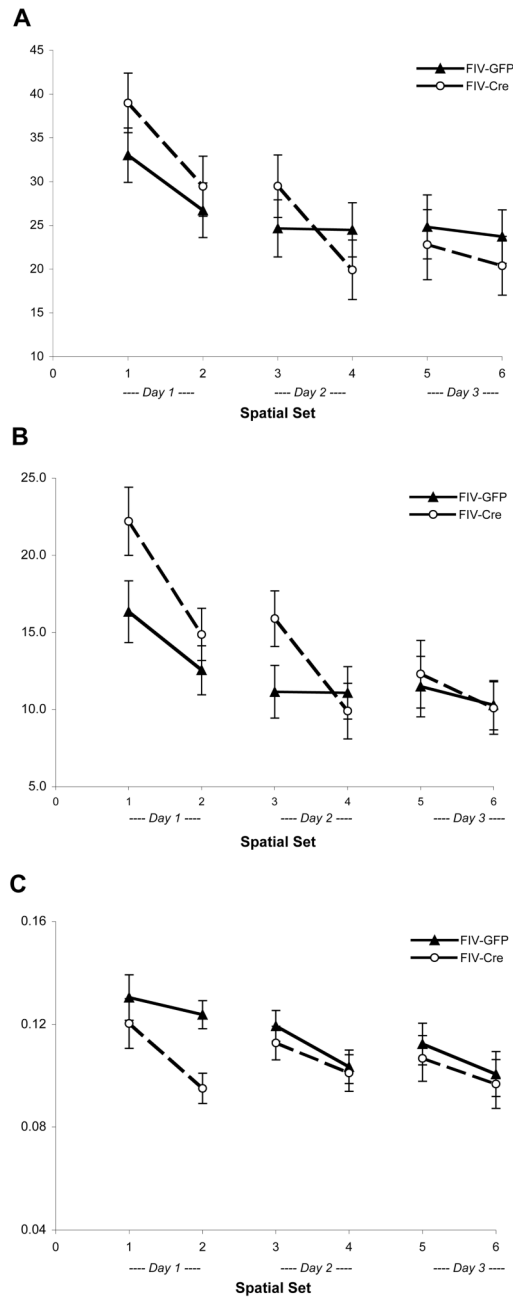 A
45
40
35
30
25
20
15
10
FIV-GFP
FIV-Cre
0 1 2 3 4 5 6
---- Day 1 ---- ---- Day 2 ---- ---- Day 3 ----
Spatial Set
B
25.0
20.0
15.0
10.0
5.0
FIV-GFP
FIV-Cre
0 1 2 3 4 5 6
---- Day 1 ---- ---- Day 2 ---- ---- Day 3 ----
Spatial Set
C
0.16
0.12
0.08
0.04
FIV-GFP
FIV-Cre
0 1 2 3 4 5 6
---- Day 1 ---- ---- Day 2 ---- ---- Day 3 ----
Spatial Set